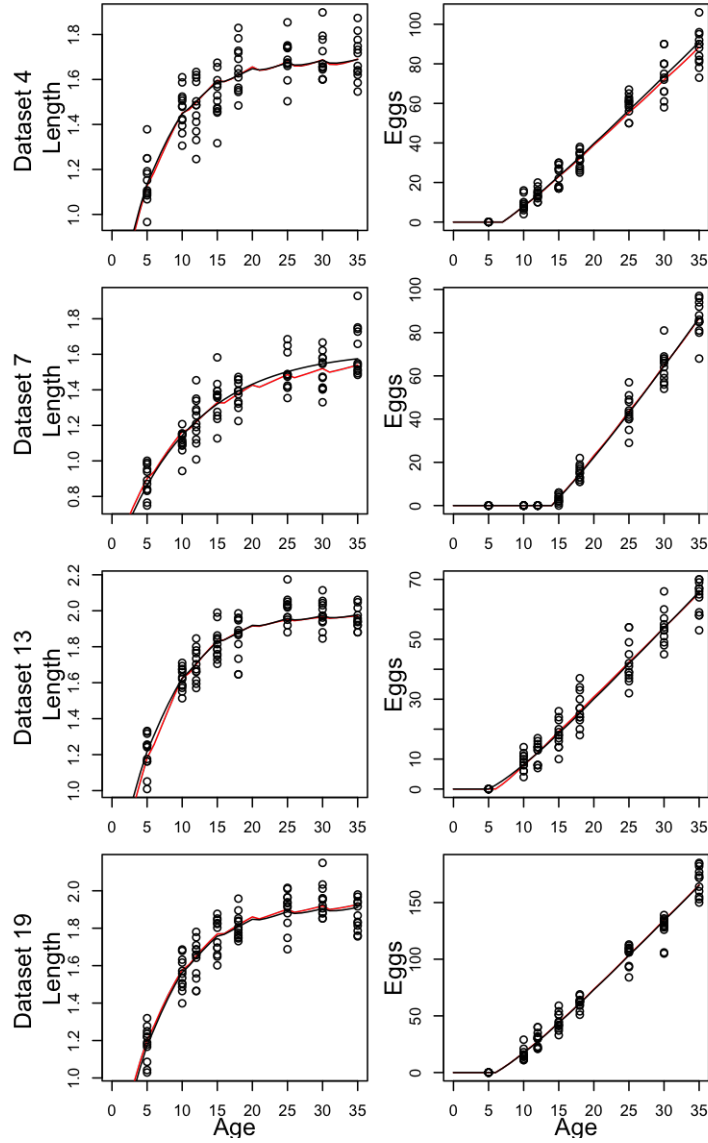 Dataset 4
Length
1.0 1.2 1.4 1.6 1.8
0 5 10 15 20 25 30 35
Eggs
0 20 40 60 80 100
0 5 10 15 20 25 30 35
Dataset 7
Length
0.8 1.0 1.2 1.4 1.6 1.8
0 5 10 15 20 25 30 35
Eggs
0 20 40 60 80 100
0 5 10 15 20 25 30 35
Dataset 13
Length
1.0 1.2 1.4 1.6 1.8 2.0 2.2
0 5 10 15 20 25 30 35
Eggs
0 10 30 50 70
0 5 10 15 20 25 30 35
Dataset 19
Length
1.0 1.2 1.4 1.6 1.8 2.0
0 5 10 15 20 25 30 35
Age
Eggs
0 50 100 150
0 5 10 15 20 25 30 35
Age